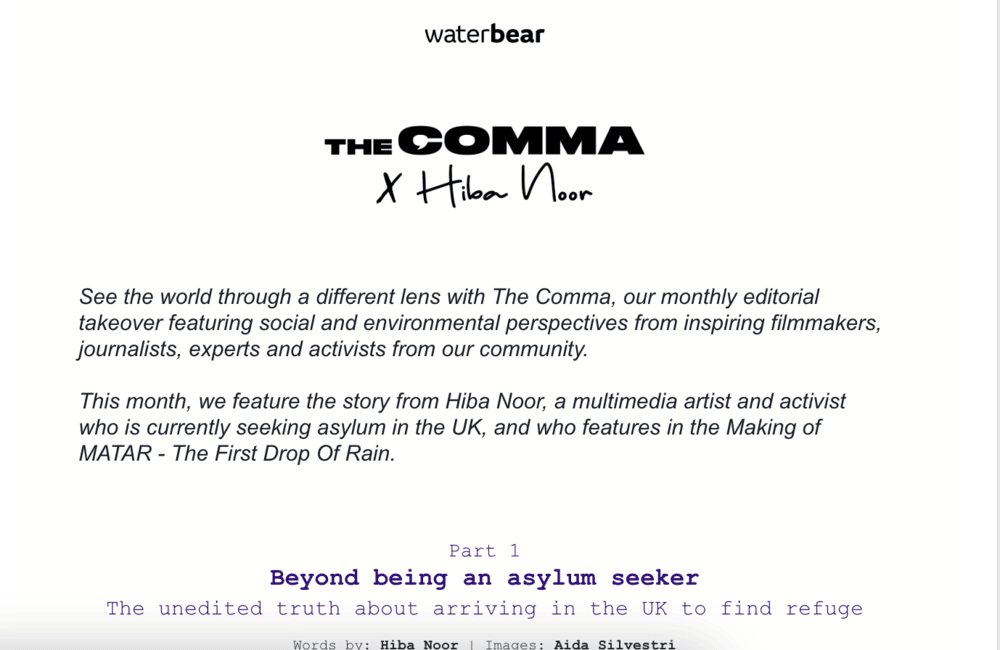 waterbear
THE COMMA
X Hiba Noor
See the world through a different lens with The Comma, our monthly editorial
takeover featuring social and environmental perspectives from inspiring filmmakers,
journalists, experts and activists from our community.
This month, we feature the story from Hiba Noor, a multimedia artist and activist
who is currently seeking asylum in the UK, and who features in the Making of
MATAR - The First Drop Of Rain.
Part 1
Beyond being an asylum seeker
The unedited truth about arriving in the UK to find refuge
Words by: Hiba Noor | Images: Aida Silvestri